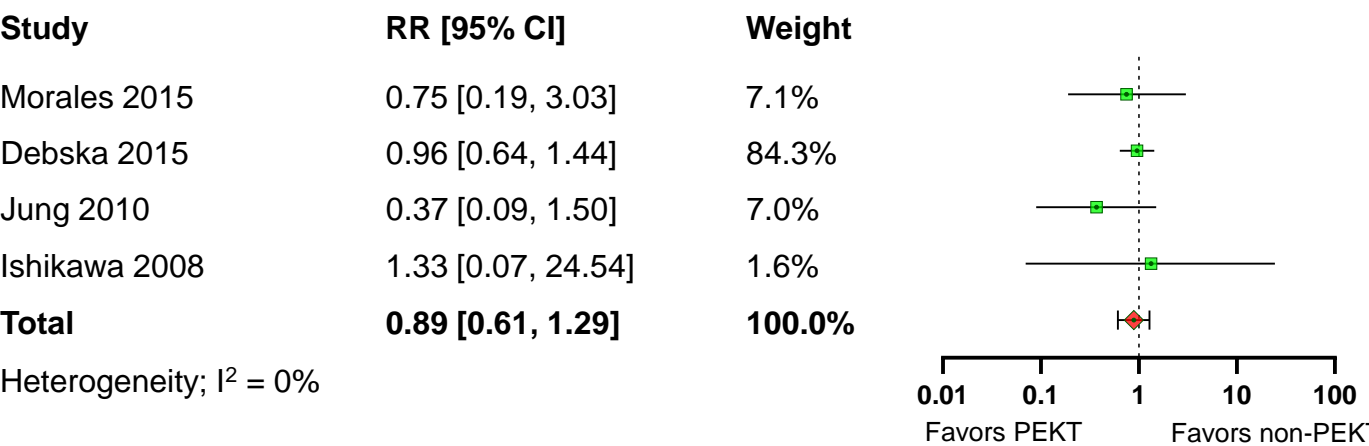 Study RR [95% CI] Weight
Morales 2015 0.75 [0.19, 3.03] 7.1%
Debska 2015 0.96 [0.64, 1.44] 84.3%
Jung 2010 0.37 [0.09, 1.50] 7.0%
Ishikawa 2008 1.33 [0.07, 24.54] 1.6%
Total 0.89 [0.61, 1.29] 100.0%
Heterogeneity; I² = 0%
0.01 0.1 1 10 100
Favors PEKT Favors non-PEK